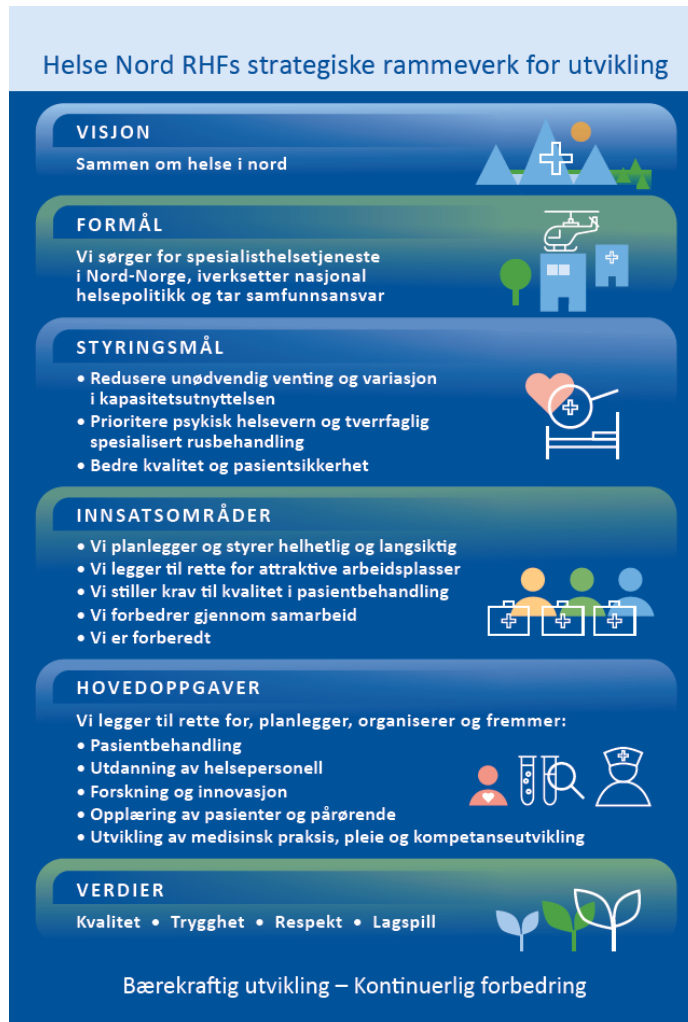 Helse Nord RHFs strategiske rammeverk for utvikling
VISJON
Sammen om helse i nord
FORMÅL
Vi sørger for spesialisthelsetjeneste
i Nord-Norge, iverksetter nasjonal
helsepolitikk og tar samfunnsansvar
STYRINGSMÅL
• Redusere unødvendig venting og variasjon
i kapasitetsutnyttelsen
• Prioritere psykisk helsevern og tverrfaglig
spesialisert rusbehandling
• Bedre kvalitet og pasientsikkerhet
INNSATSOMRÅDER
• Vi planlegger og styrer helhetlig og langsiktig
• Vi legger til rette for attraktive arbeidsplasser
• Vi stiller krav til kvalitet i pasientbehandling
• Vi forbedrer gjennom samarbeid
• Vi er forberedt
HOVEDOPPGAVER
Vi legger til rette for, planlegger, organiserer og fremmer:
• Pasientbehandling
• Utdanning av helsepersonell
• Forskning og innovasjon
• Opplæring av pasienter og pårørende
• Utvikling av medisinsk praksis, pleie og kompetanseutvikling
VERDIER
Kvalitet • Trygghet • Respekt • Lagspill
Bærekraftig utvikling – Kontinuerlig forbedring